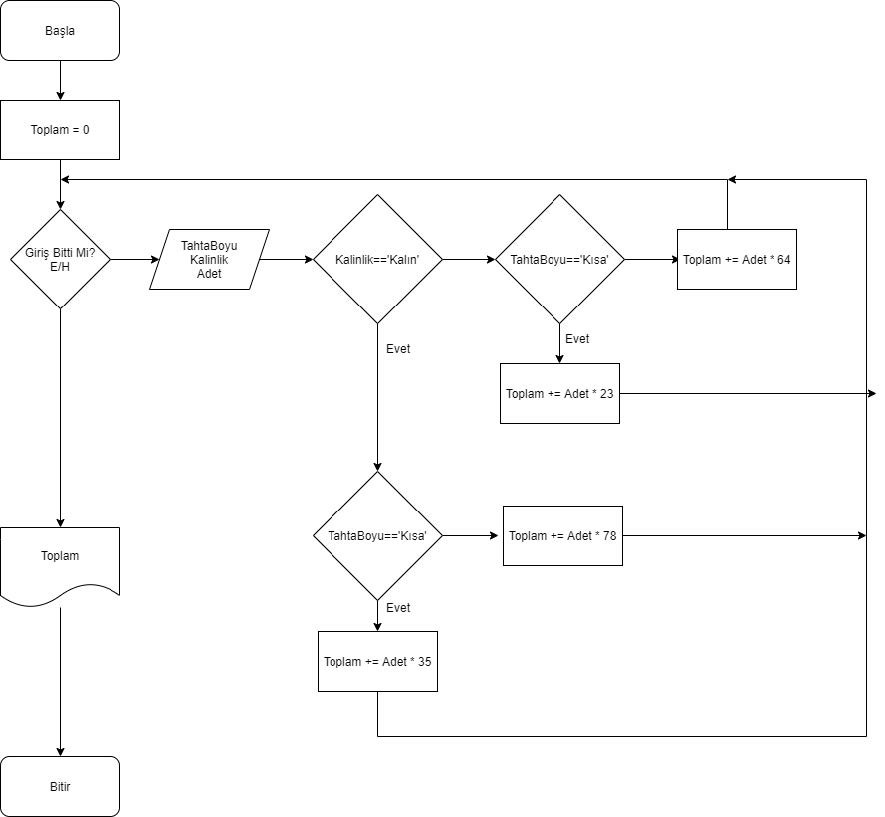 Başla
Toplam = 0
Giriş Bitti Mi?
E/H
TahtaBoyu
Kalinlik
Adet
Kalinlik=='Kalın'
TahtaBoyu=='Kısa'
Toplam += Adet * 64
Evet
Evet
Toplam += Adet * 23
TahtaBoyu=='Kısa'
Toplam += Adet * 78
Toplam
Evet
Toplam += Adet * 35
Bitir